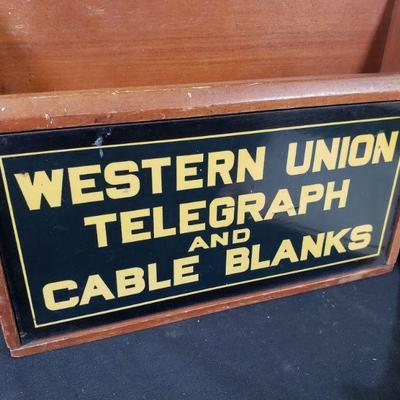 WESTERN UNION
TELEGRAPH
AND
CABLE BLANKS